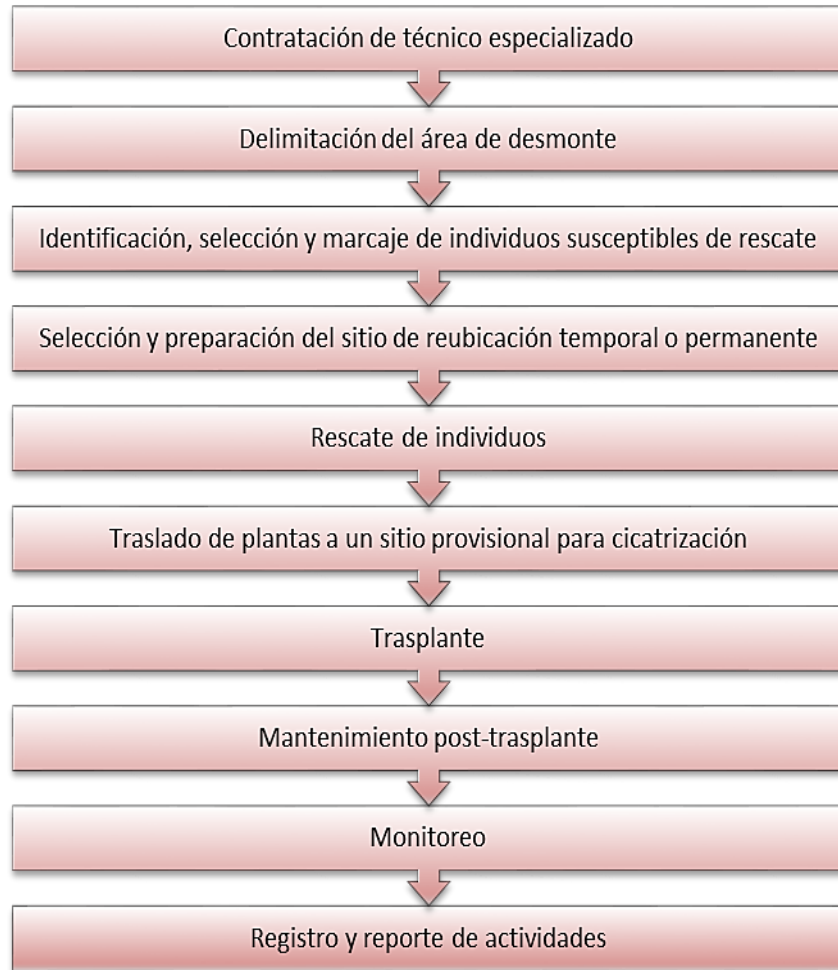 Contratación de técnico especializado
Delimitación del área de desmonte
Identificación, selección y marcaje de individuos susceptibles de rescate
Selección y preparación del sitio de reubicación temporal o permanente
Rescate de individuos
Traslado de plantas a un sitio provisional para cicatrización
Trasplante
Mantenimiento post-trasplante
Monitoreo
Registro y reporte de actividades